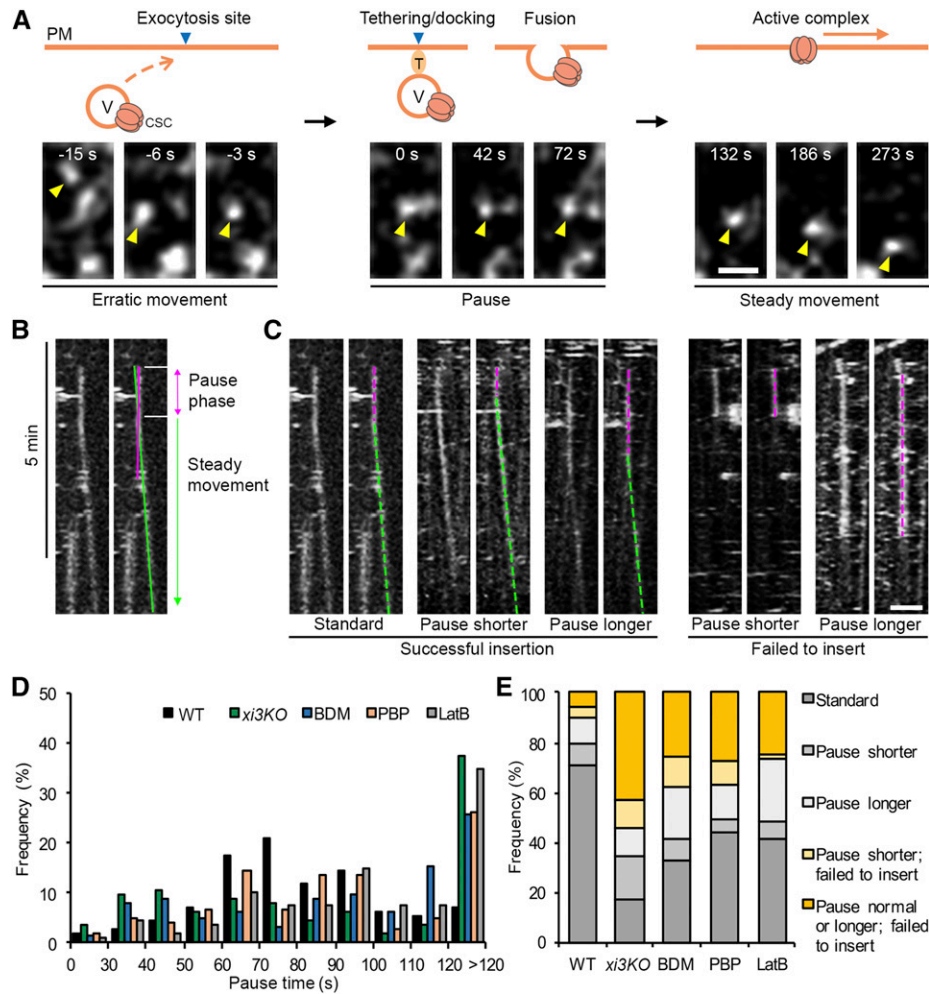 A
Exocytosis site
Tethering/docking
Fusion
Active complex
PM
T
V
CSC
V
-15 s
-6 s
-3 s
0 s
42 s
72 s
132 s
186 s
273 s
Erratic movement
Pause
Steady movement
B
C
5 min
Pause
phase
Steady
movement
Standard
Pause shorter
Pause longer
Pause shorter
Pause longer
Successful insertion
Failed to insert
D
E
50
40
30
20
10
0
Frequency (%)
WT
xi3KO
BDM
PBP
LatB
0
30
40
50
60
70
80
90
100
110
120
>120
Pause time (s)
100
80
60
40
20
0
Frequency (%)
WT
xi3KO
BDM
PBP
LatB
Standard
Pause shorter
Pause longer
Pause shorter;
failed to insert
Pause normal
or longer; failed
to insert